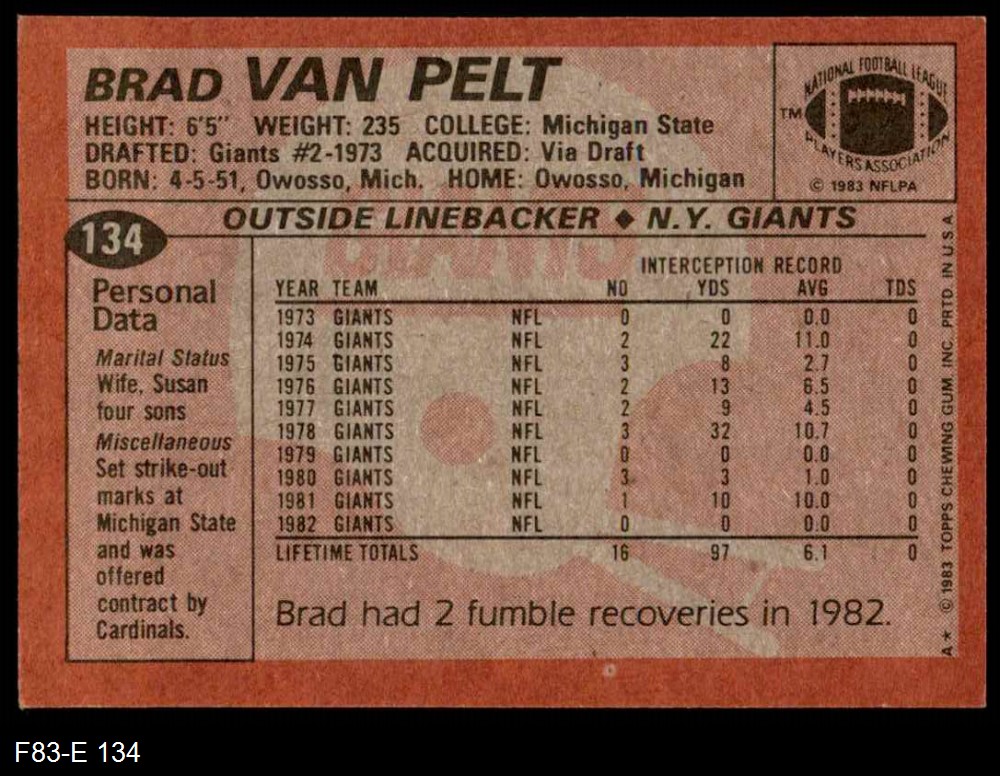 BRAD VAN PELT
HEIGHT: 6'5" WEIGHT: 235 COLLEGE: Michigan State
DRAFTED: Giants #2-1973 ACQUIRED: Via Draft
BORN: 4-5-51, Owosso, Mich. HOME: Owosso, Michigan
NATIONAL FOOTBALL LEAGUE
TM
PLAYERS ASSOCIATION
© 1983 NFLPA
134
OUTSIDE LINEBACKER ◆ N.Y. GIANTS
Personal
Data
Marital Status
Wife, Susan
four sons
Miscellaneous
Set strike-out
marks at
Michigan State
and was
offered
contract by
Cardinals.
GIANTS
INTERCEPTION RECORD
YEAR TEAM NO YDS AVG TDS
1973 GIANTS NFL 0 0 0.0 0
1974 GIANTS NFL 2 22 11.0 0
1975 GIANTS NFL 3 8 2.7 0
1976 GIANTS NFL 2 13 6.5 0
1977 GIANTS NFL 2 9 4.5 0
1978 GIANTS NFL 3 32 10.7 0
1979 GIANTS NFL 0 0 0.0 0
1980 GIANTS NFL 3 3 1.0 0
1981 GIANTS NFL 1 10 10.0 0
1982 GIANTS NFL 0 0 0.0 0
LIFETIME TOTALS 16 97 6.1 0
Brad had 2 fumble recoveries in 1982.
A★ © 1983 TOPPS CHEWING GUM INC. PRTD. IN U.S.A.
F83-E 134